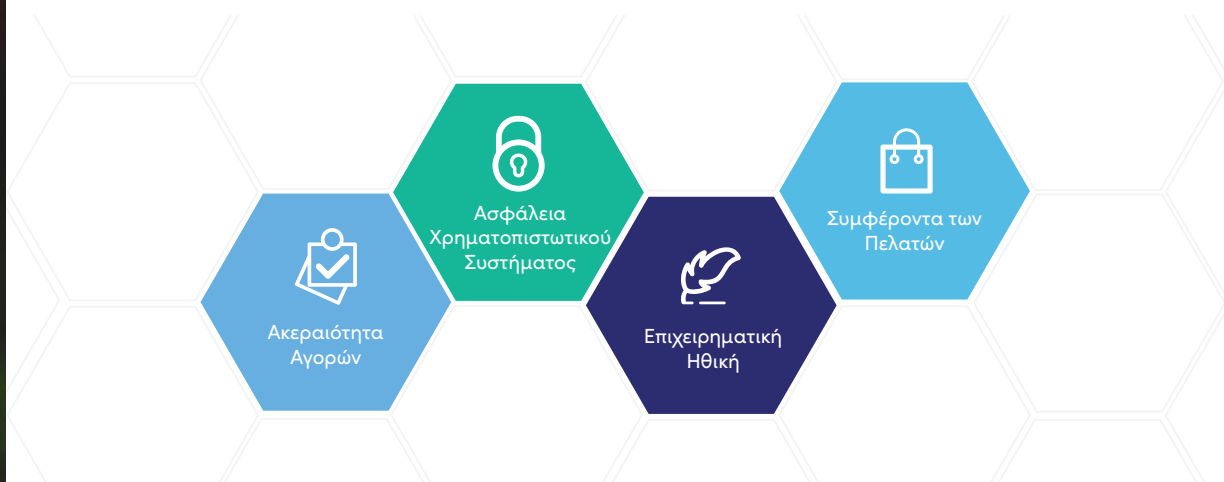 Ακεραιότητα
Αγορών
Ασφάλεια
Χρηματοπιστωτικού
Συστήματος
Επιχειρηματική
Ηθική
Συμφέροντα των
Πελατών